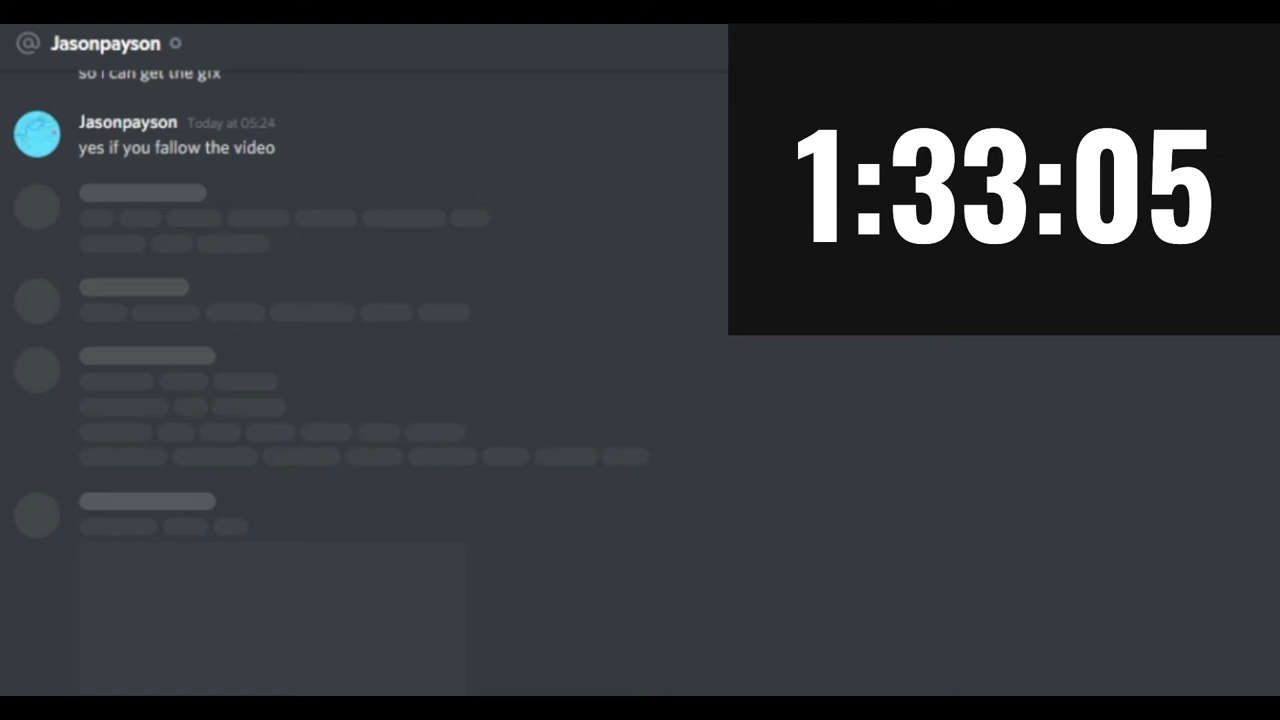 @ Jasonpayson
so i can get the gfx
Jasonpayson Today at 05:24
yes if you fallow the video
1:33:05